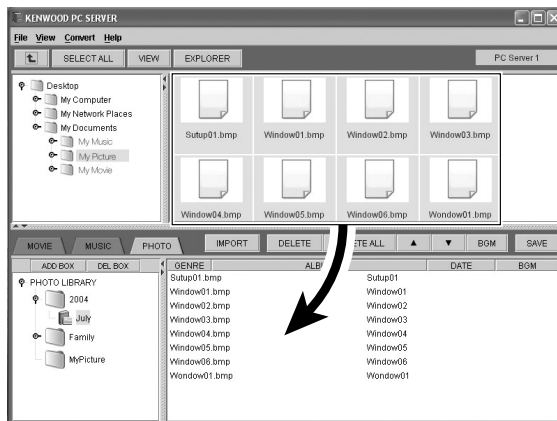 KENWOOD PC SERVER
File View Convert Help
SELECT ALL VIEW EXPLORER PC Server 1
Desktop
My Computer
My Network Places
My Documents
My Music
My Picture
My Movie
Sutup01.bmp Window01.bmp Window02.bmp Window03.bmp
Window04.bmp Window05.bmp Window06.bmp Wondow01.bmp
MOVIE MUSIC PHOTO IMPORT DELETE ALL BGM SAVE
ADD BOX DEL BOX
PHOTO LIBRARY
2004
July
Family
MyPicture
GENRE DATE BGM
Sutup01.bmp Sutup01
Window01.bmp Window01
Window02.bmp Window02
Window03.bmp Window03
Window04.bmp Window04
Window05.bmp Window05
Window06.bmp Window06
Wondow01.bmp Wondow01